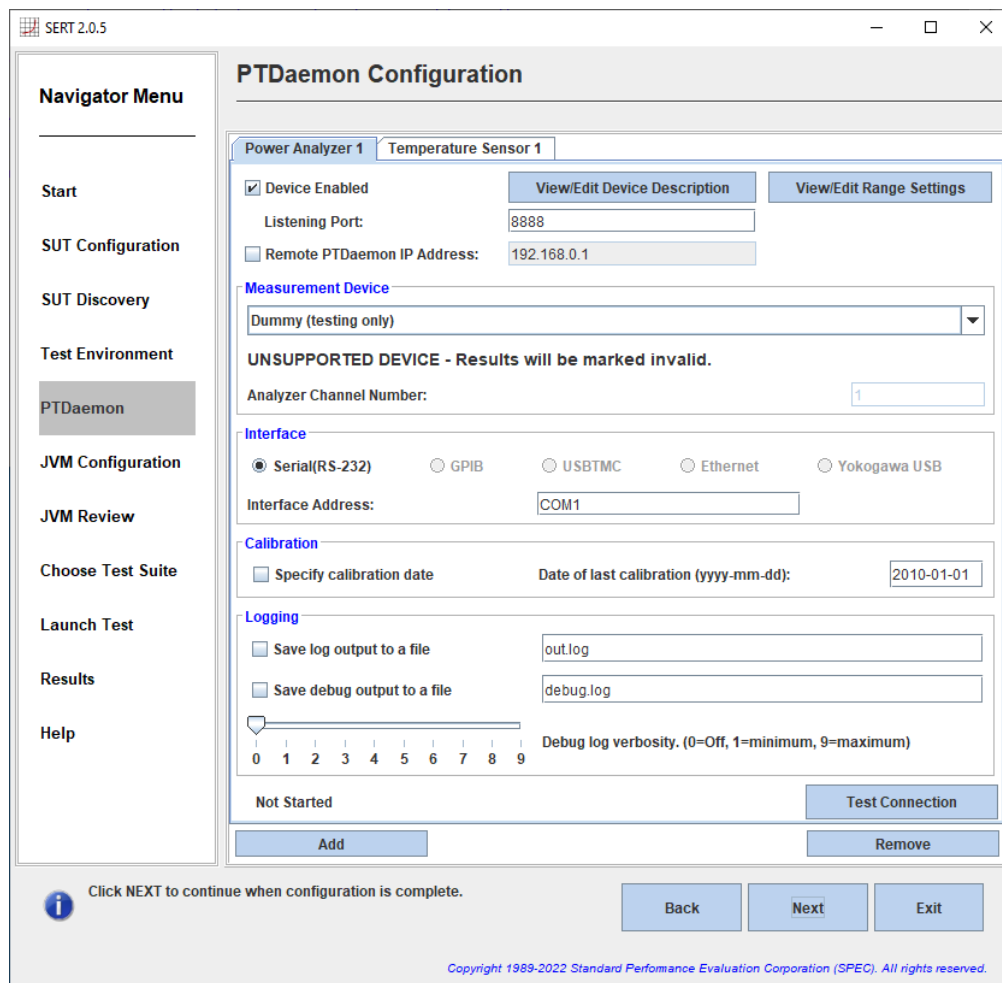 SERT 2.0.5
Navigator Menu
Start
SUT Configuration
SUT Discovery
Test Environment
PTDaemon
JVM Configuration
JVM Review
Choose Test Suite
Launch Test
Results
Help
PTDaemon Configuration
Power Analyzer 1 Temperature Sensor 1
Device Enabled View/Edit Device Description View/Edit Range Settings
Listening Port: 8888
Remote PTDaemon IP Address: 192.168.0.1
Measurement Device
Dummy (testing only)
UNSUPPORTED DEVICE - Results will be marked invalid.
Analyzer Channel Number: 1
Interface
Serial(RS-232) GPIB USBTMC Ethernet Yokogawa USB
Interface Address: COM1
Calibration
Specify calibration date Date of last calibration (yyyy-mm-dd): 2010-01-01
Logging
Save log output to a file out.log
Save debug output to a file debug.log
0 1 2 3 4 5 6 7 8 9 Debug log verbosity. (0=Off, 1=minimum, 9=maximum)
Not Started Test Connection
Add Remove
Click NEXT to continue when configuration is complete.
Back Next Exit
Copyright 1989-2022 Standard Performance Evaluation Corporation (SPEC). All rights reserved.